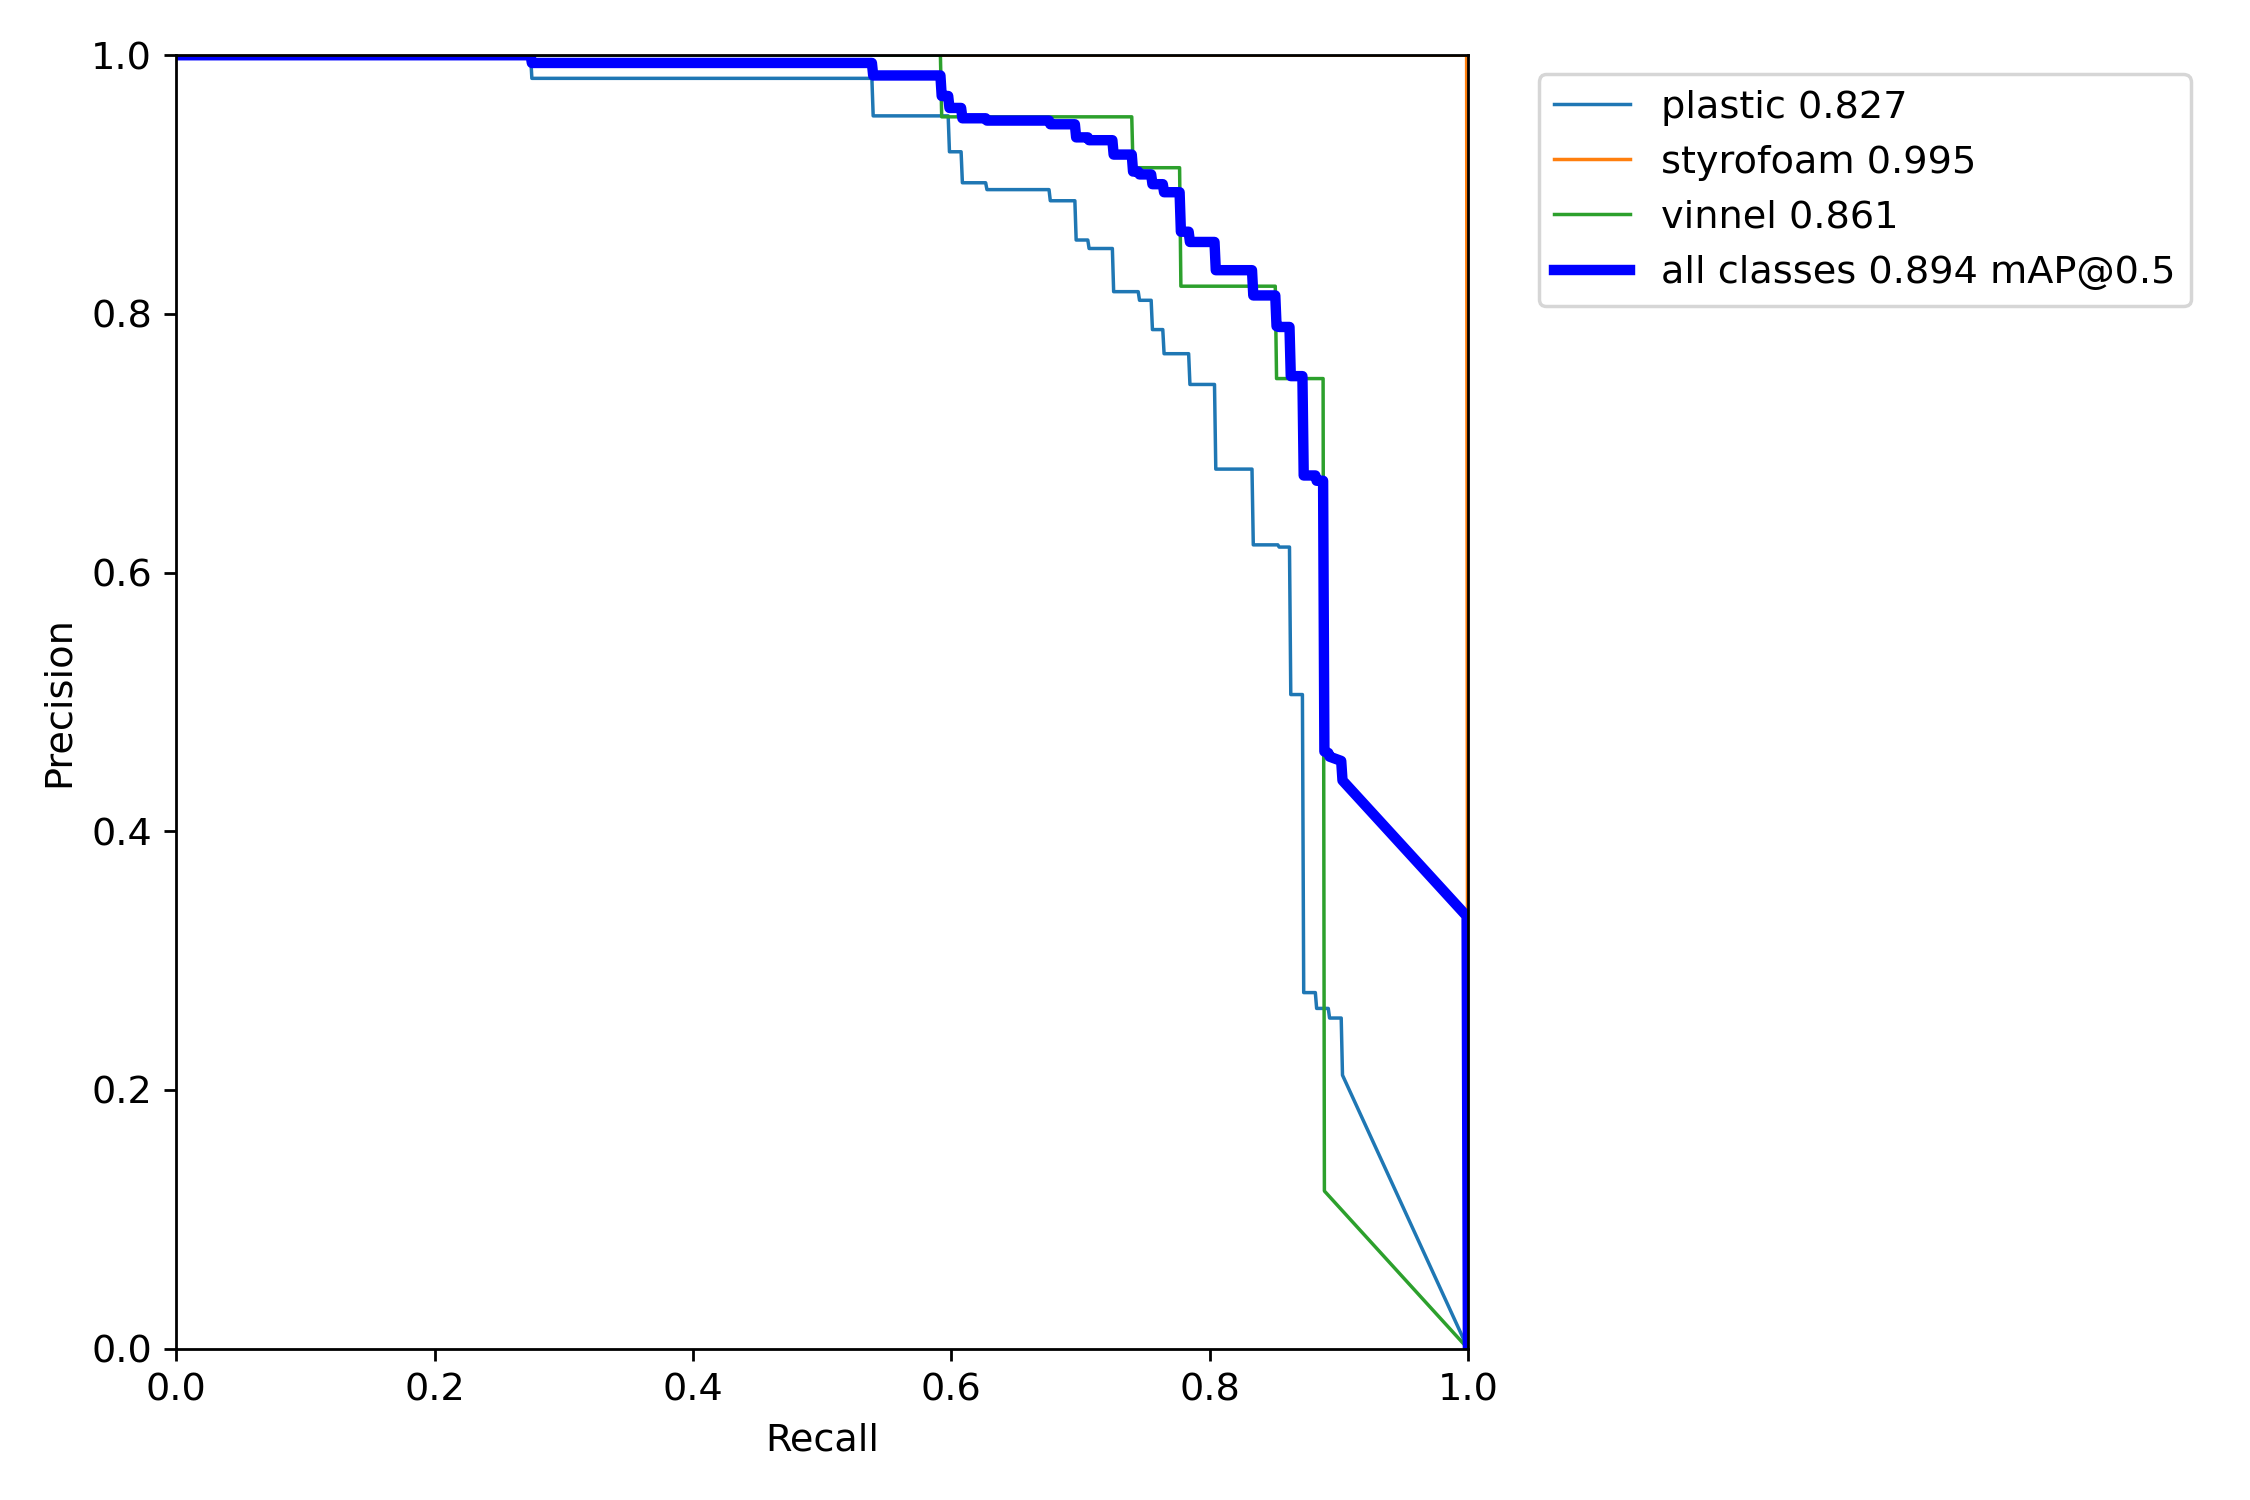 1.0
0.8
0.6
0.4
0.2
0.0
Precision
0.0 0.2 0.4 0.6 0.8 1.0
Recall
plastic 0.827
styrofoam 0.995
vinnel 0.861
all classes 0.894 mAP@0.5